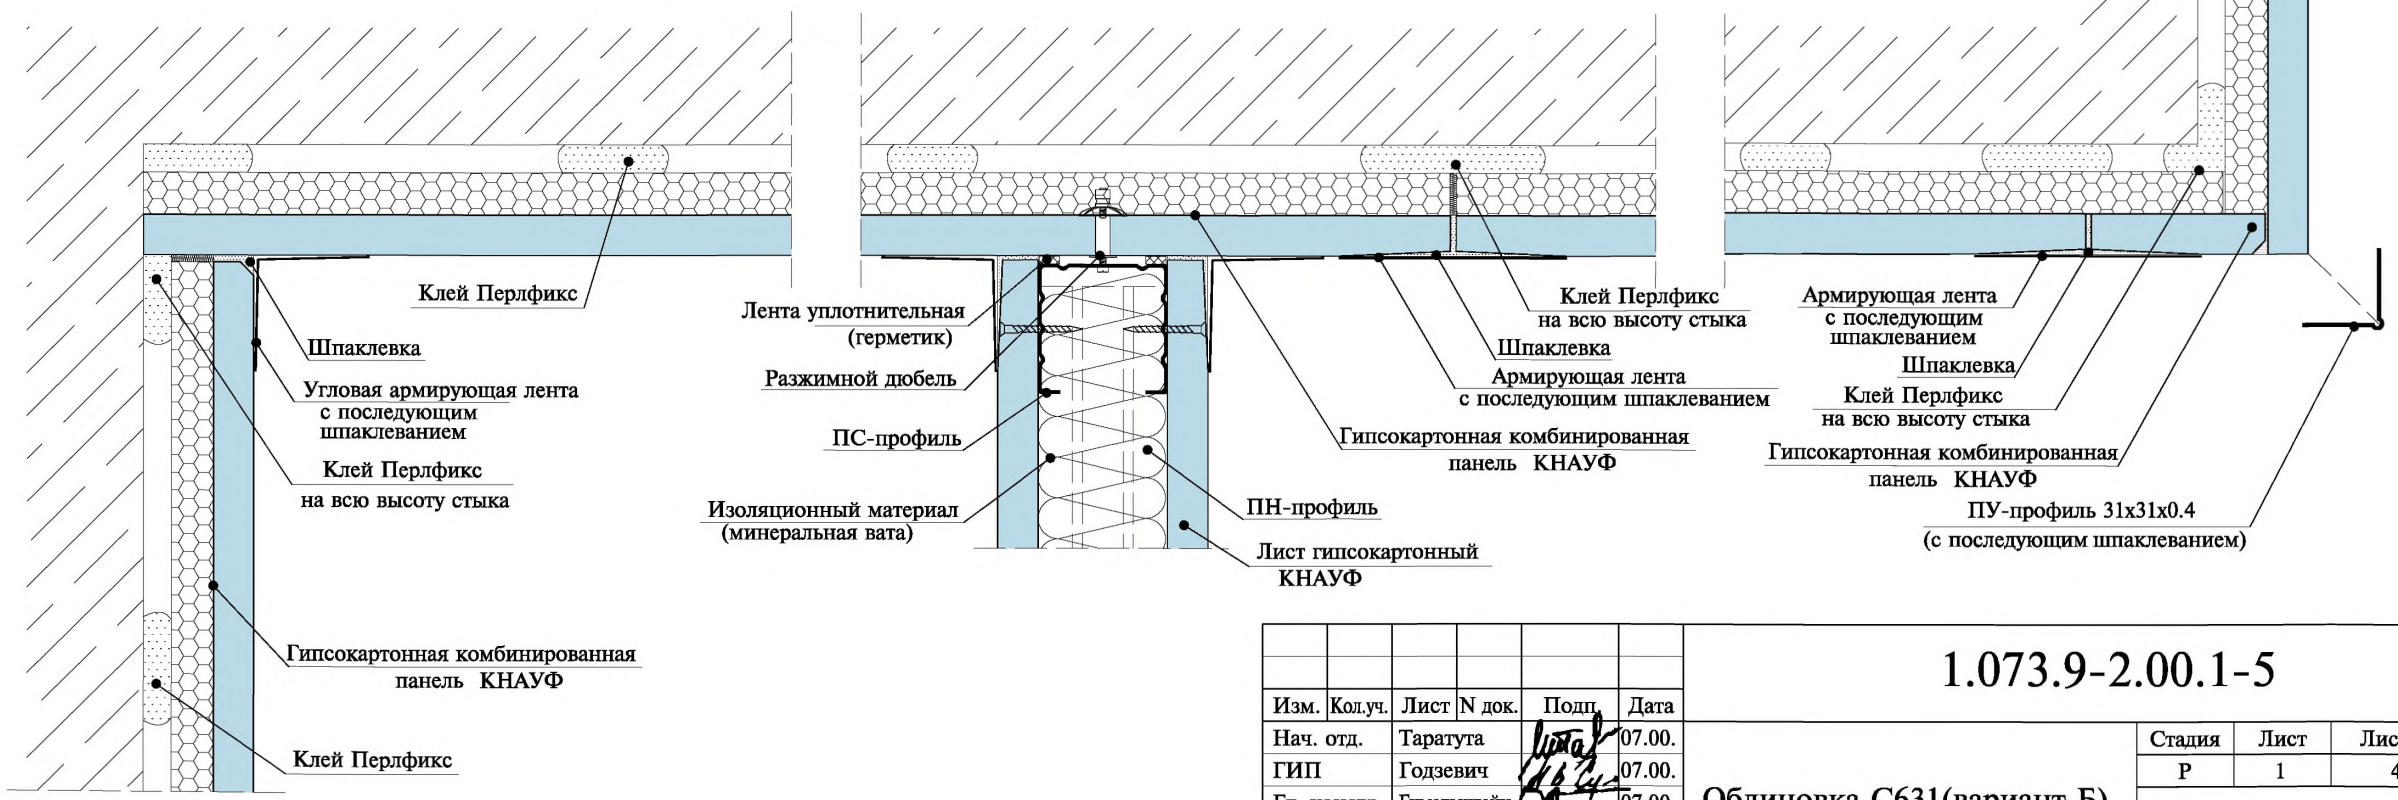 Клей Перлфикс
Шпаклевка
Угловая армирующая лента
с последующим
шпаклеванием
Клей Перлфикс
на всю высоту стыка
Гипсокартонная комбинированная
панель КНАУФ
Клей Перлфикс
Лента уплотнительная
(герметик)
Разжимной дюбель
ПС-профиль
Изоляционный материал
(минеральная вата)
Клей Перлфикс
на всю высоту стыка
Шпаклевка
Армирующая лента
с последующим шпаклеванием
Гипсокартонная комбинированная
панель КНАУФ
ПН-профиль
Лист гипсокартонный
КНАУФ
Армирующая лента
с последующим
шпаклеванием
Шпаклевка
Клей Перлфикс
на всю высоту стыка
Гипсокартонная комбинированная
панель КНАУФ
ПУ-профиль 31х31х0.4
(с последующим шпаклеванием)
1.073.9-2.00.1-5
Изм. Кол.уч. Лист N док. Подп. Дата
Нач. отд. Таратута 07.00.
ГИП Годзевич 07.00.
Стадия Лист
Р 1 4
Облицовка С631(вариант Б)